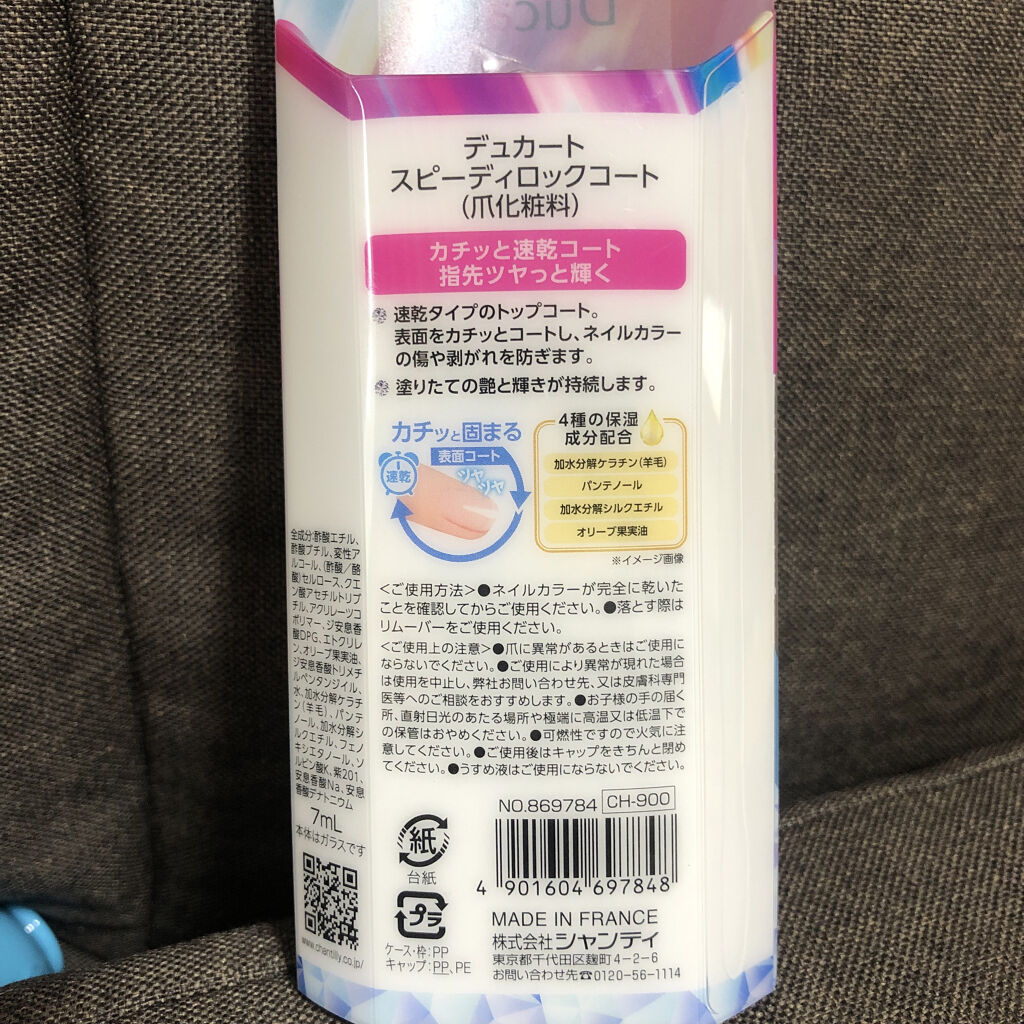 Duc
デュカート
スピーディロックコート
(爪化粧料)
カチッと速乾コート
指先ツヤっと輝く
速乾タイプのトップコート。
表面をカチッとコートし、ネイルカラー
の傷や剥がれを防ぎます。
塗りたての艶と輝きが持続します。
カチッと固まる
表面コート
速乾
ツヤ
ツヤ
4種の保湿
成分配合
加水分解ケラチン(羊毛)
パンテノール
加水分解シルクエチル
オリーブ果実油
※イメージ画像
<ご使用方法>●ネイルカラーが完全に乾いた
ことを確認してからご使用ください。●落とす際は
リムーバーをご使用ください。
<ご使用上の注意>●爪に異常があるときはご使用に
ならないでください。●ご使用により異常が現れた場合
は使用を中止し、弊社お問い合わせ先、又は皮膚科専門
医等へのご相談をおすすめします。●お子様の手の届く
所、直射日光のあたる場所や極端に高温又は低温下で
の保管はおやめください。●可燃性ですので火気に注
意してください。●ご使用後はキャップをきちんと閉め
てください。●うすめ液はご使用にならないでください。
全成分:酢酸エチル、
酢酸ブチル、変性ア
ルコール、(酢酸/酪
酸)セルロース、クエ
ン酸アセチルトリブ
チル、アクリレーツコ
ポリマー、ジ安息香
酸DPG、エトクリレ
ン、オリーブ果実油、
ジ安息香酸トリメチ
ルペンタンジイル、
水、加水分解ケラチ
ン(羊毛)、パンテ
ノール、加水分解シ
ルクエチル、フェノ
キシエタノール、ソ
ルビン酸K、紫201、
安息香酸Na、安息
香酸デナトニウム
7mL
本体はガラスです
www.chantilly.co.jp/
紙
台紙
プラ
ケース・枠:PP
キャップ:PP、PE
NO.869784 CH-900
4 901604 697848
MADE IN FRANCE
株式会社 シャンティ
東京都千代田区麹町4-2-6
お問い合わせ先☎0120-56-1114